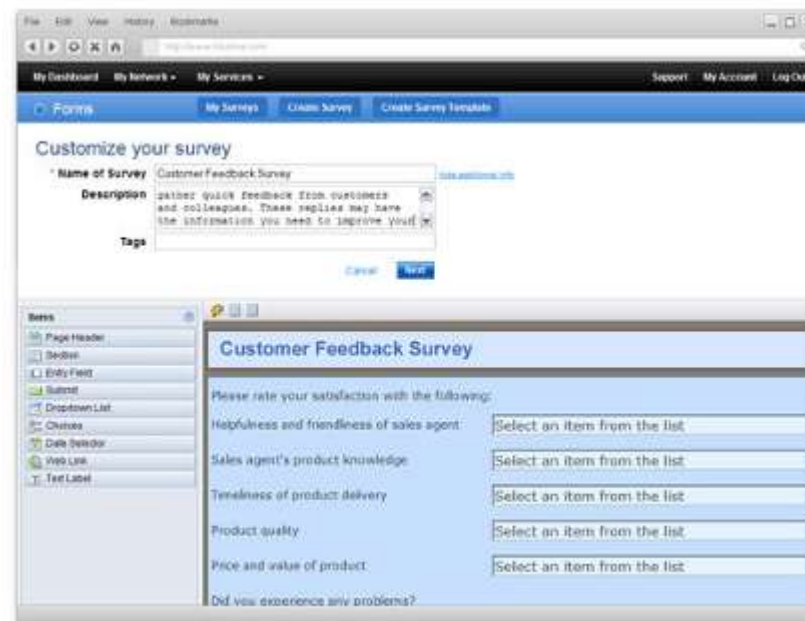 File Edit View History Bookmarks
My Dashboard My Network My Services Support My Account Log Out
Forms My Surveys Create Survey Create Survey Template
Customize your survey
* Name of Survey Customer Feedback Survey hide additional info
Description gather quick feedback from customers
and colleagues. These replies may have
the information you need to improve your
Tags
Cancel Next
Items
Page Header
Section
Entry Field
Submit
Dropdown List
Choices
Date Selector
Web Link
Text Label
Customer Feedback Survey
Please rate your satisfaction with the following:
Helpfulness and friendliness of sales agent Select an item from the list
Sales agent's product knowledge Select an item from the list
Timeliness of product delivery Select an item from the list
Product quality Select an item from the list
Price and value of product Select an item from the list
Did you experience any problems?